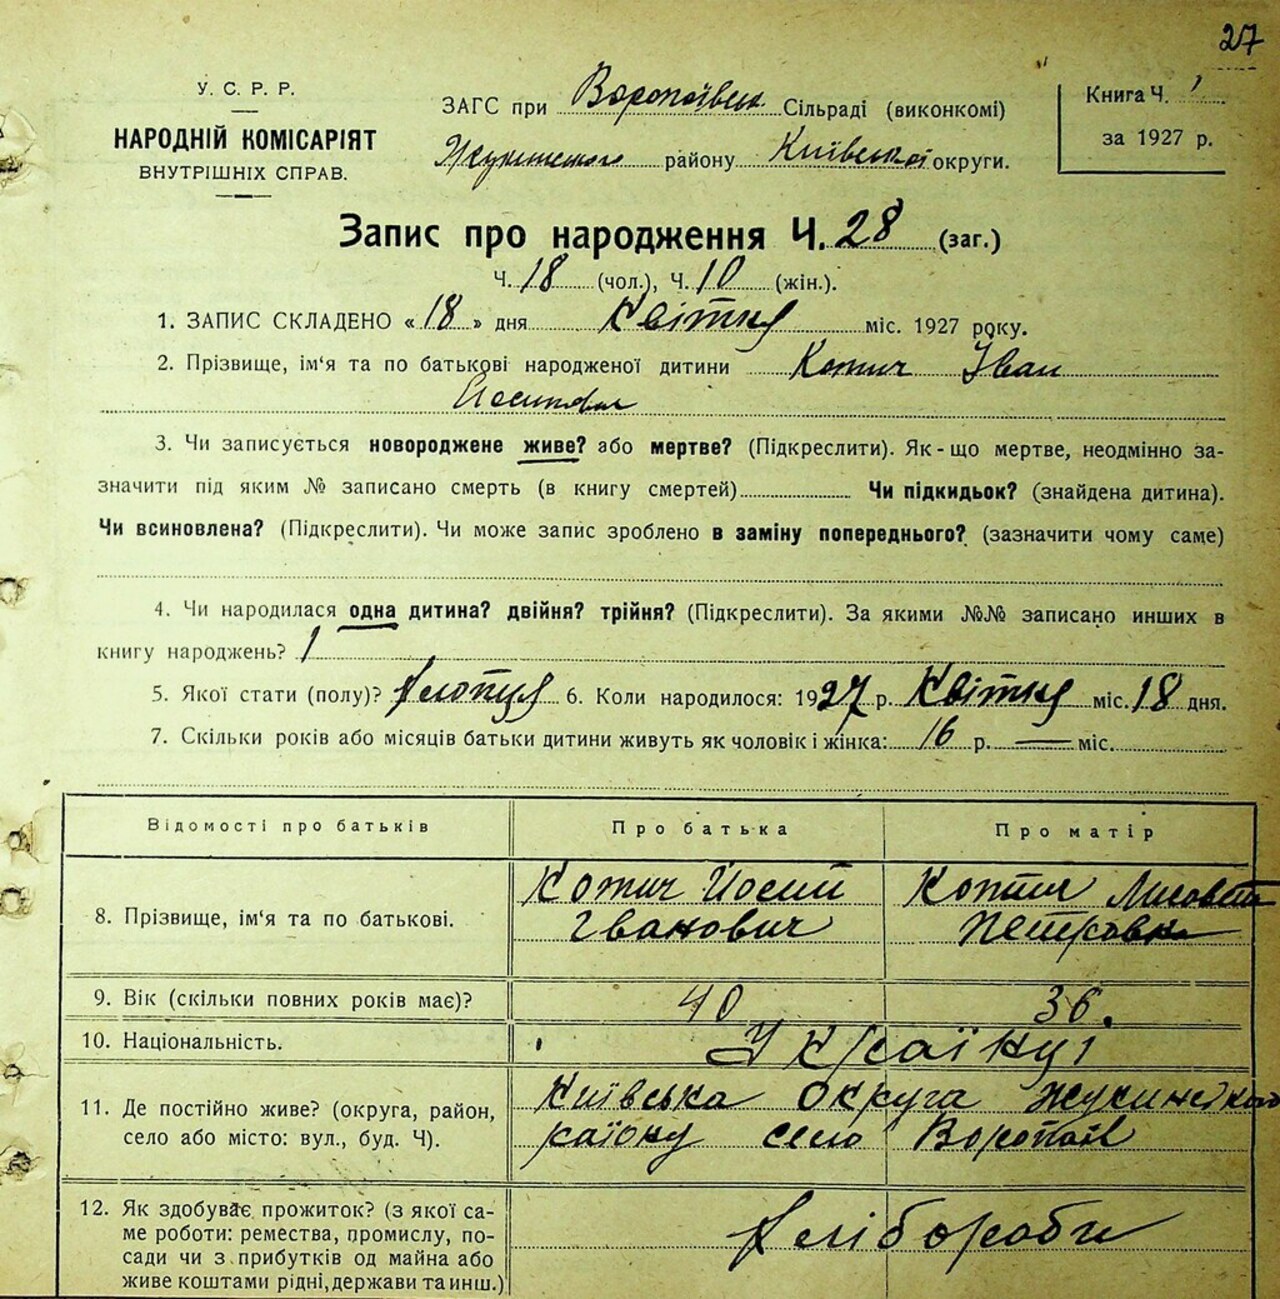 27
У. С. Р. Р.
НАРОДНІЙ КОМІСАРІЯТ
ВНУТРІШНІХ СПРАВ.
ЗАГС при Воропоївськ. Сільраді (виконкомі)
Жукинського району Київської округи.
Книга Ч. 1
за 1927 р.
Запис про народження Ч. 28 (заг.)
Ч. 18 (чол.), Ч. 10 (жін.).
1. ЗАПИС СКЛАДЕНО « 18 » дня Квітня міс. 1927 року.
2. Прізвище, ім‘я та по батькові народженої дитини Котич Іван
Йосипович
3. Чи записується новороджене живе? або мертве? (Підкреслити). Як-що мертве, неодмінно за-
значити під яким № записано смерть (в книгу смертей) Чи підкидьок? (знайдена дитина).
Чи всиновлена? (Підкреслити). Чи може запис зроблено в заміну попереднього? (зазначити чому саме)
4. Чи народилася одна дитина? двійня? трійня? (Підкреслити). За якими №№ записано инших в
книгу народжень? 1
5. Якої стати (полу)? Хлопця 6. Коли народилося: 1927 р. Квітня міс. 18 дня.
7. Скільки років або місяців батьки дитини живуть як чоловік і жінка: 16 р. — міс.
Відомості про батьків Про батька Про матір
8. Прізвище, ім‘я та по батькові. Котич Йосип Котич Лисовета
Іванович Петровна
9. Вік (скільки повних років має)? 40 36.
10. Національність. Українці
11. Де постійно живе? (округа, район, Київська округа Жукинської
село або місто: вул., буд. Ч). району село Воропаїв
12. Як здобуває прожиток? (з якої са-
ме роботи: ремества, промислу, по- Хлібороби
сади чи з прибутків од майна або
живе коштами рідні, держави та инш.)